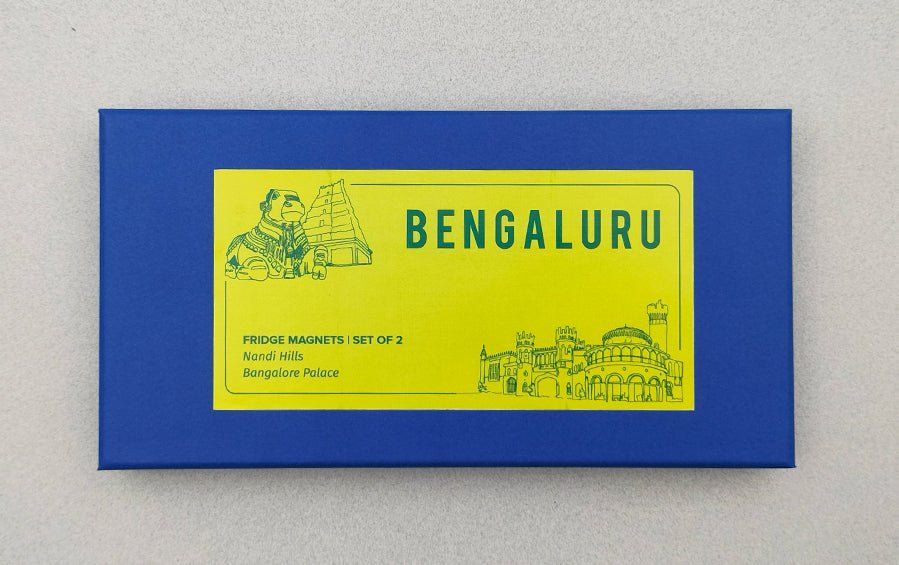 BENGALURU
FRIDGE MAGNETS | SET OF 2
Nandi Hills
Bangalore Palace